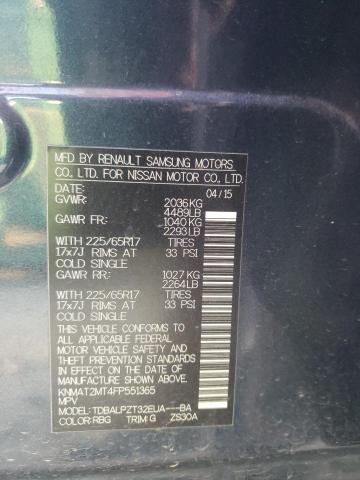 MFD BY RENAULT SAMSUNG MOTORS
CO., LTD. FOR NISSAN MOTOR CO., LTD.
DATE: 04/15
GVWR: 2036KG
4489LB
GAWR FR: 1040KG
2293LB
WITH 225/65R17 TIRES
17x7J RIMS AT 33 PSI
COLD SINGLE
GAWR RR: 1027KG
2264LB
WITH 225/65R17 TIRES
17x7J RIMS AT 33 PSI
COLD SINGLE
THIS VEHICLE CONFORMS TO
ALL APPLICABLE FEDERAL
MOTOR VEHICLE SAFETY,
BUMPER, AND THEFT
PREVENTION STANDARDS IN
EFFECT ON THE DATE OF
MANUFACTURE SHOWN ABOVE.
KNMAT2MT4FP551365
MPV
MODEL: TDBALPZT32EUA---BA
COLOR: RBG TRIM: G ZS30A